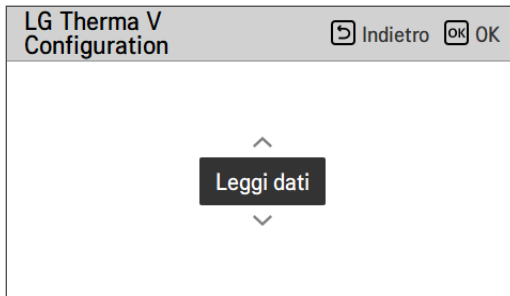 LG Therma V
Configuration
Indietro OK OK
Leggi dati